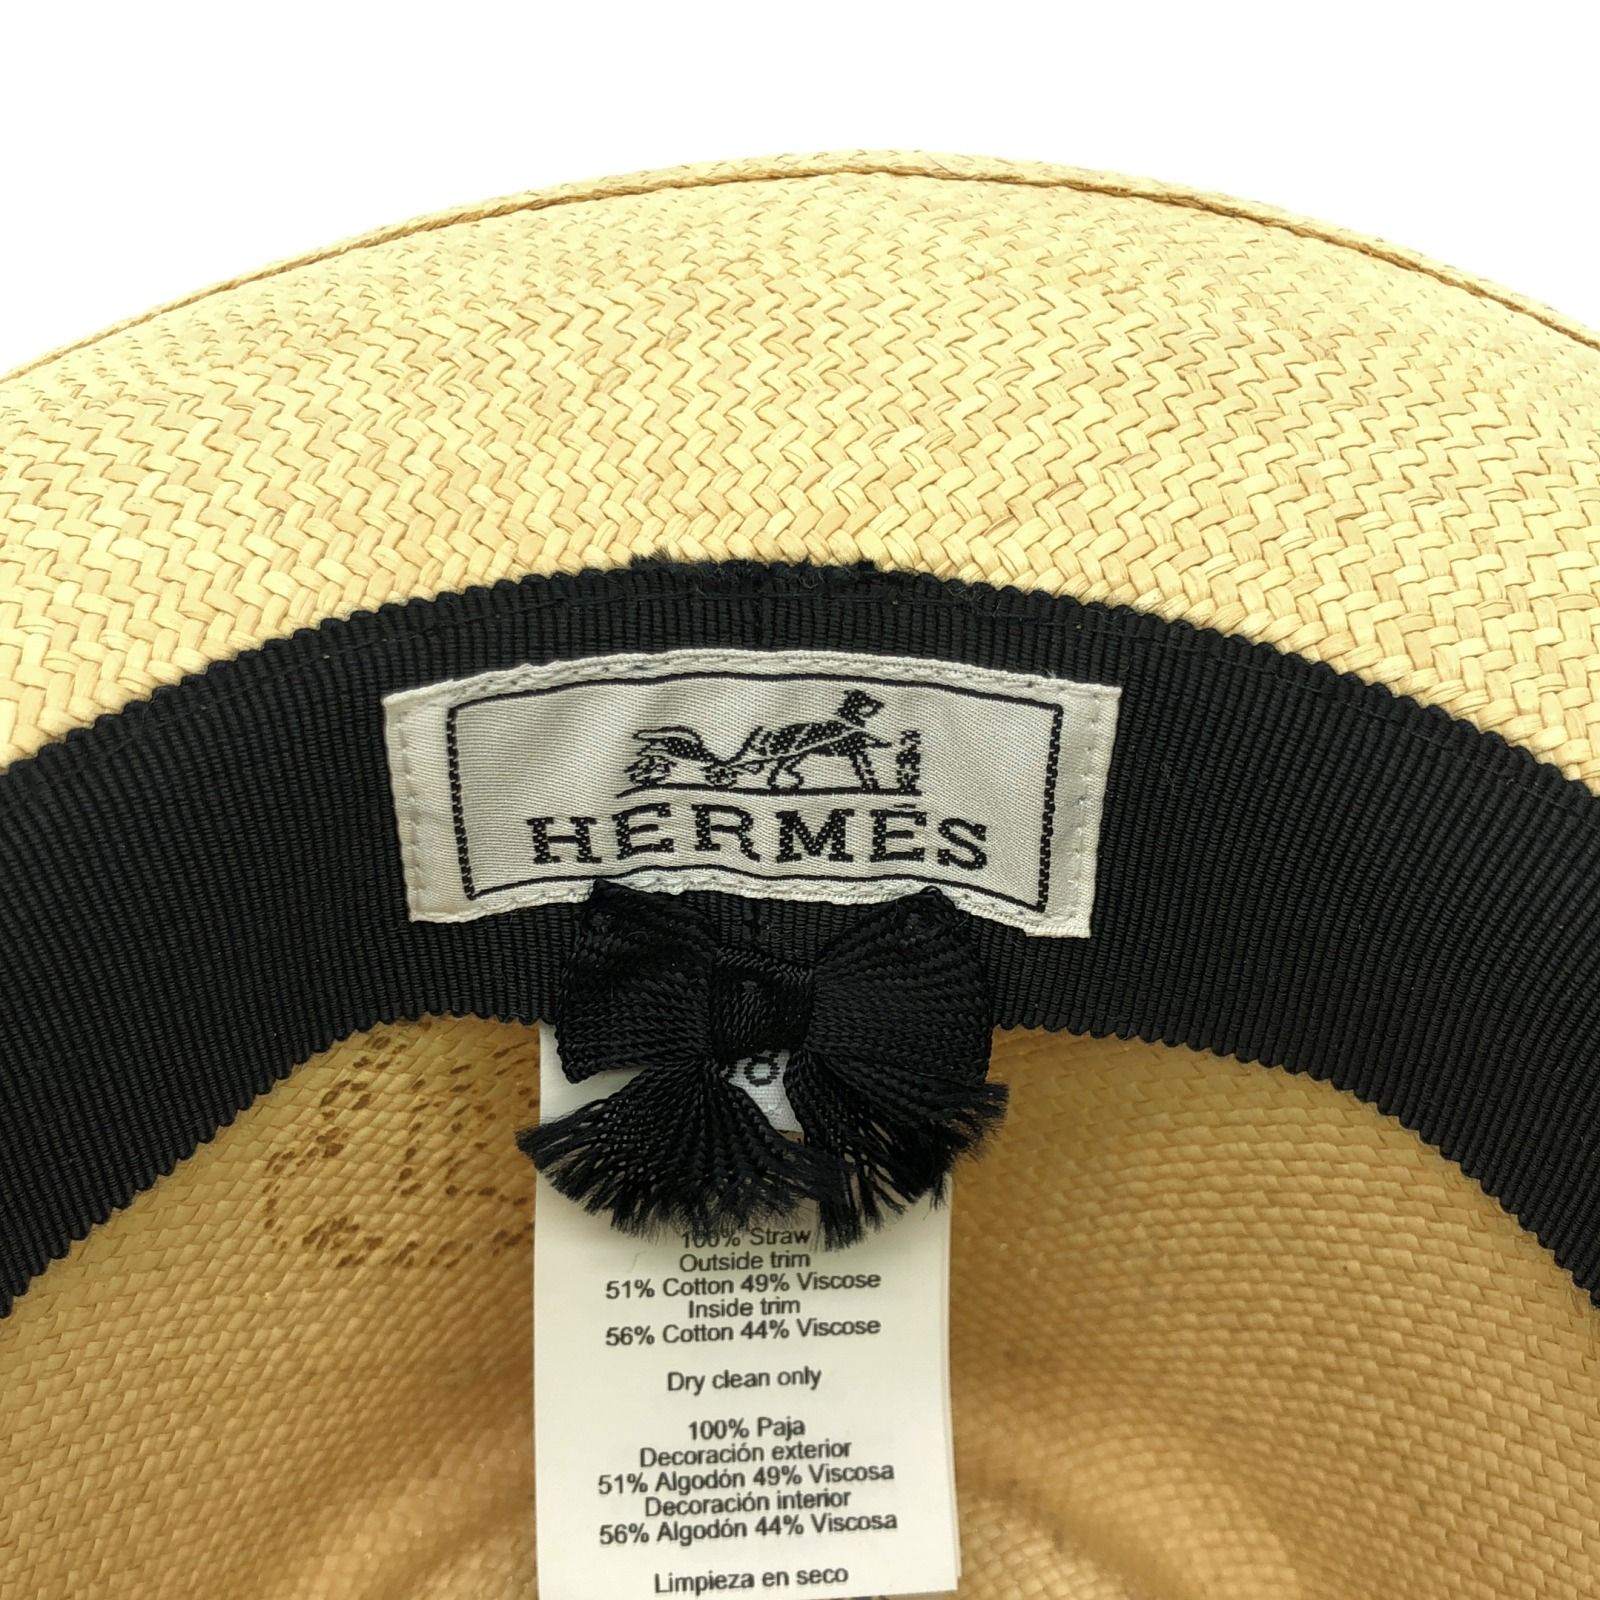 HERMÈS
8
100% Straw
Outside trim
51% Cotton 49% Viscose
Inside trim
56% Cotton 44% Viscose
Dry clean only
100% Paja
Decoración exterior
51% Algodón 49% Viscosa
Decoración interior
56% Algodón 44% Viscosa
Limpieza en seco